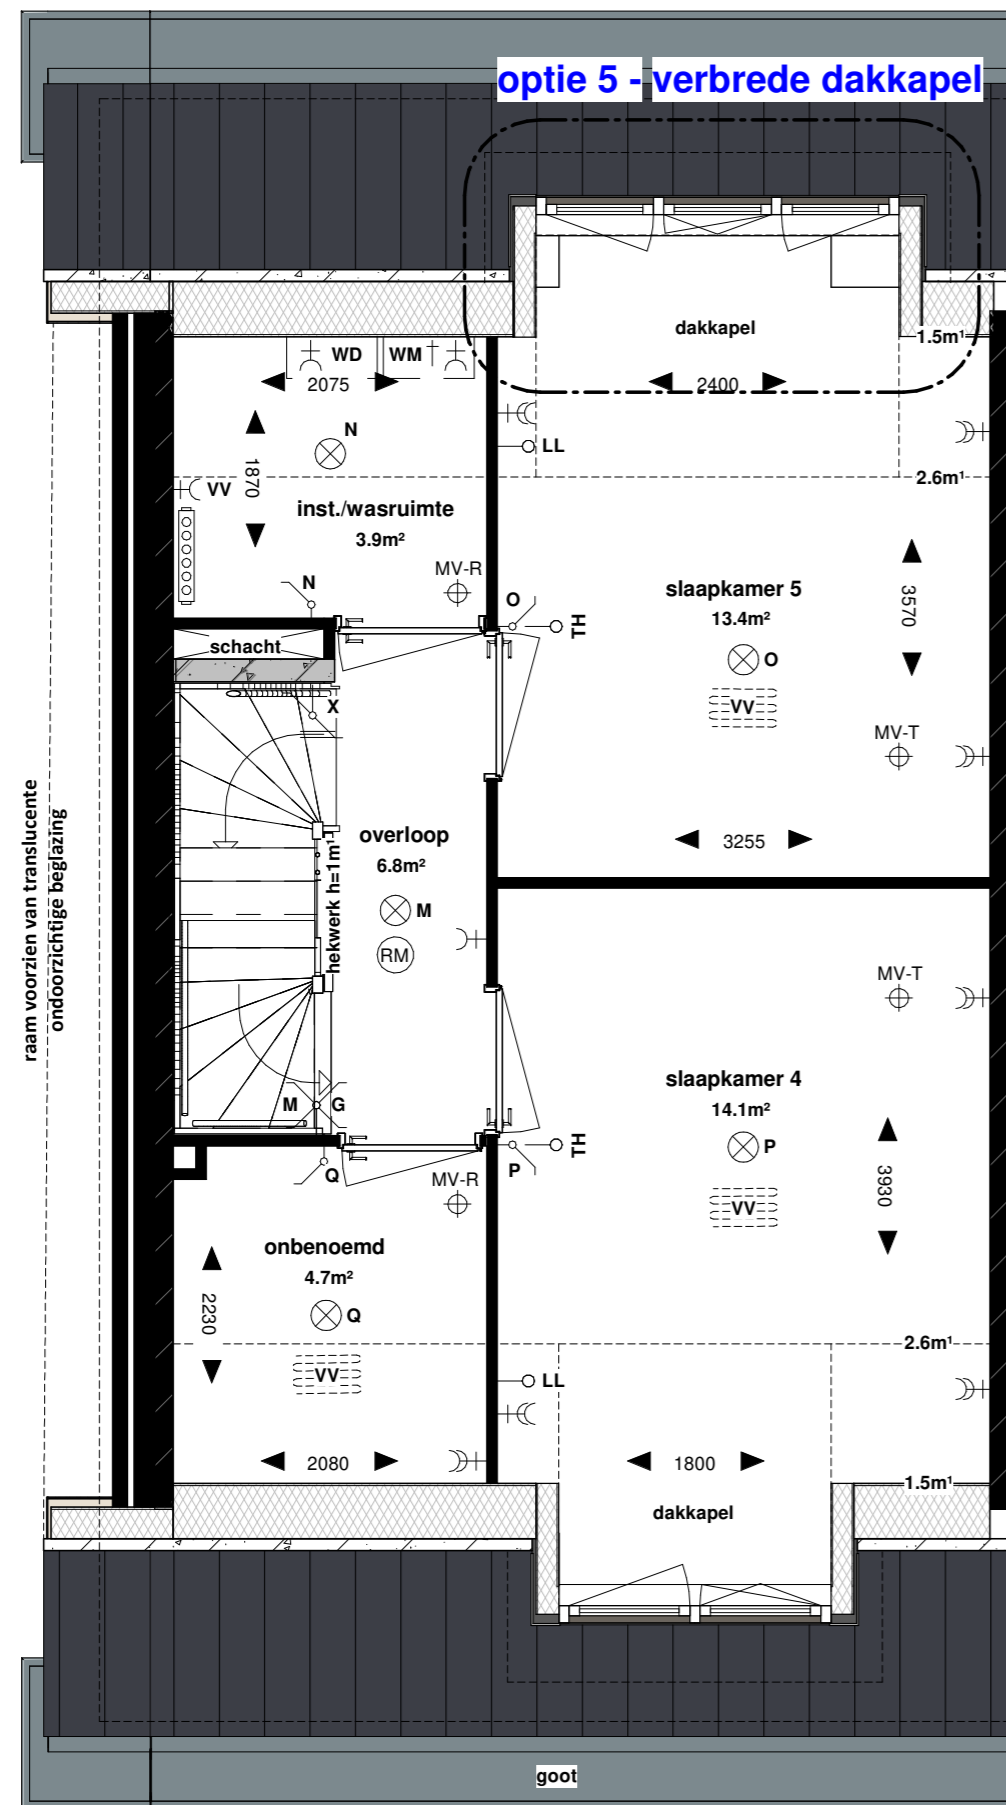 optie 5 - verbrede dakkapel
dakkapel
1.5m¹
2400
WD
WM
2075
N
LL
1870
VV
2.6m¹
inst./wasruimte
3.9m²
MV-R
N
O
TH
slaapkamer 5
13.4m²
3570
O
VV
MV-T
schacht
X
3255
overloop
6.8m²
hekwerk h=1m¹
M
RM
raam voorzien van translucente
ondoorzichtige beglazing
MV-T
slaapkamer 4
14.1m²
M
G
P
TH
P
3930
Q
MV-R
VV
onbenoemd
4.7m²
2230
Q
VV
2.6m¹
LL
2080
1800
1.5m¹
dakkapel
goot